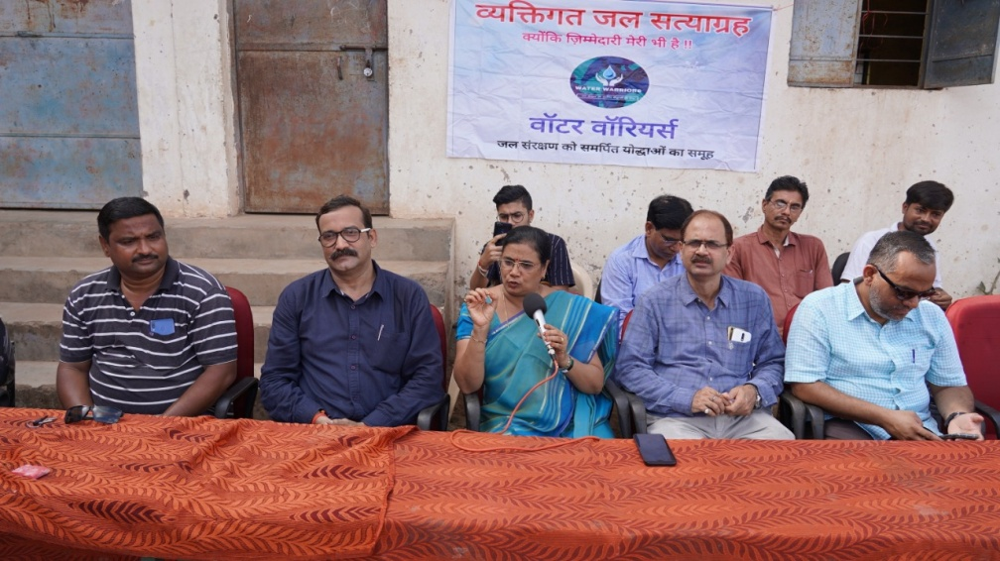 व्यक्तिगत जल सत्याग्रह
क्योंकि ज़िम्मेदारी मेरी भी है !!
WATER WARRIORS
वॉटर वॉरियर्स
जल संरक्षण को समर्पित योद्धाओं का समूह